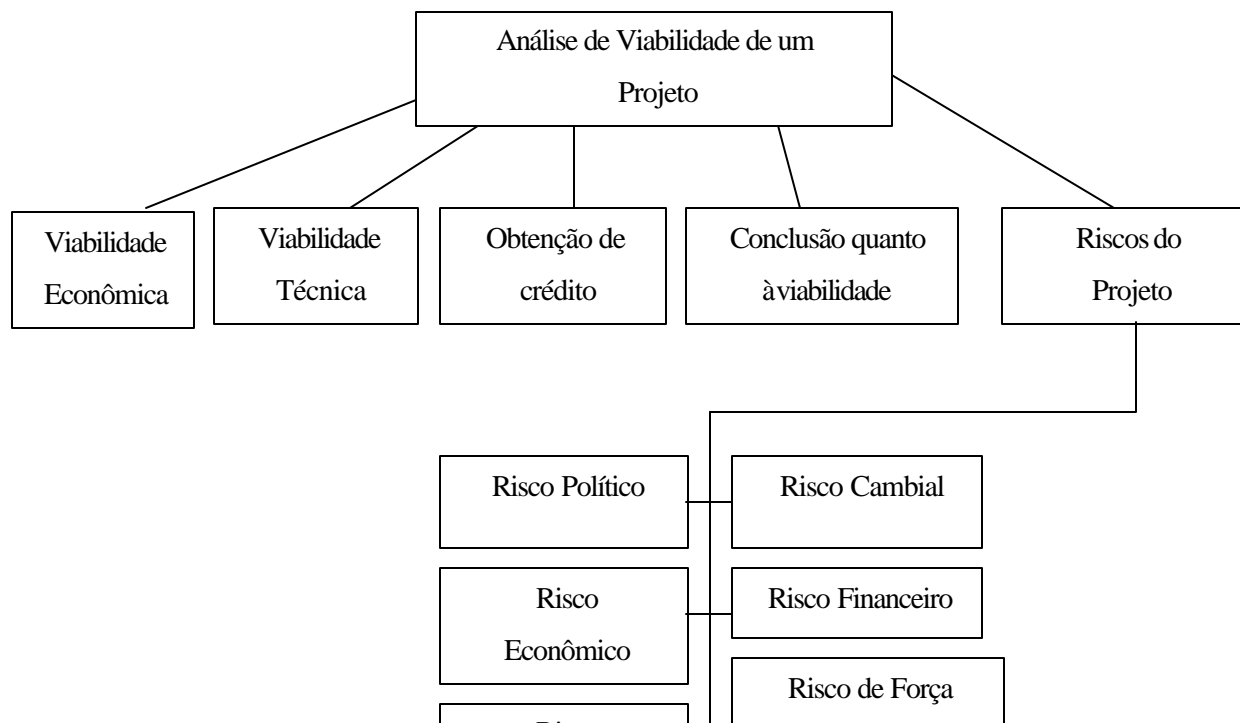 Análise de Viabilidade de um
Projeto
Viabilidade
Econômica
Viabilidade
Técnica
Obtenção de
crédito
Conclusão quanto
à viabilidade
Riscos do
Projeto
Risco Político
Risco Cambial
Risco
Econômico
Risco Financeiro
Risco de Força